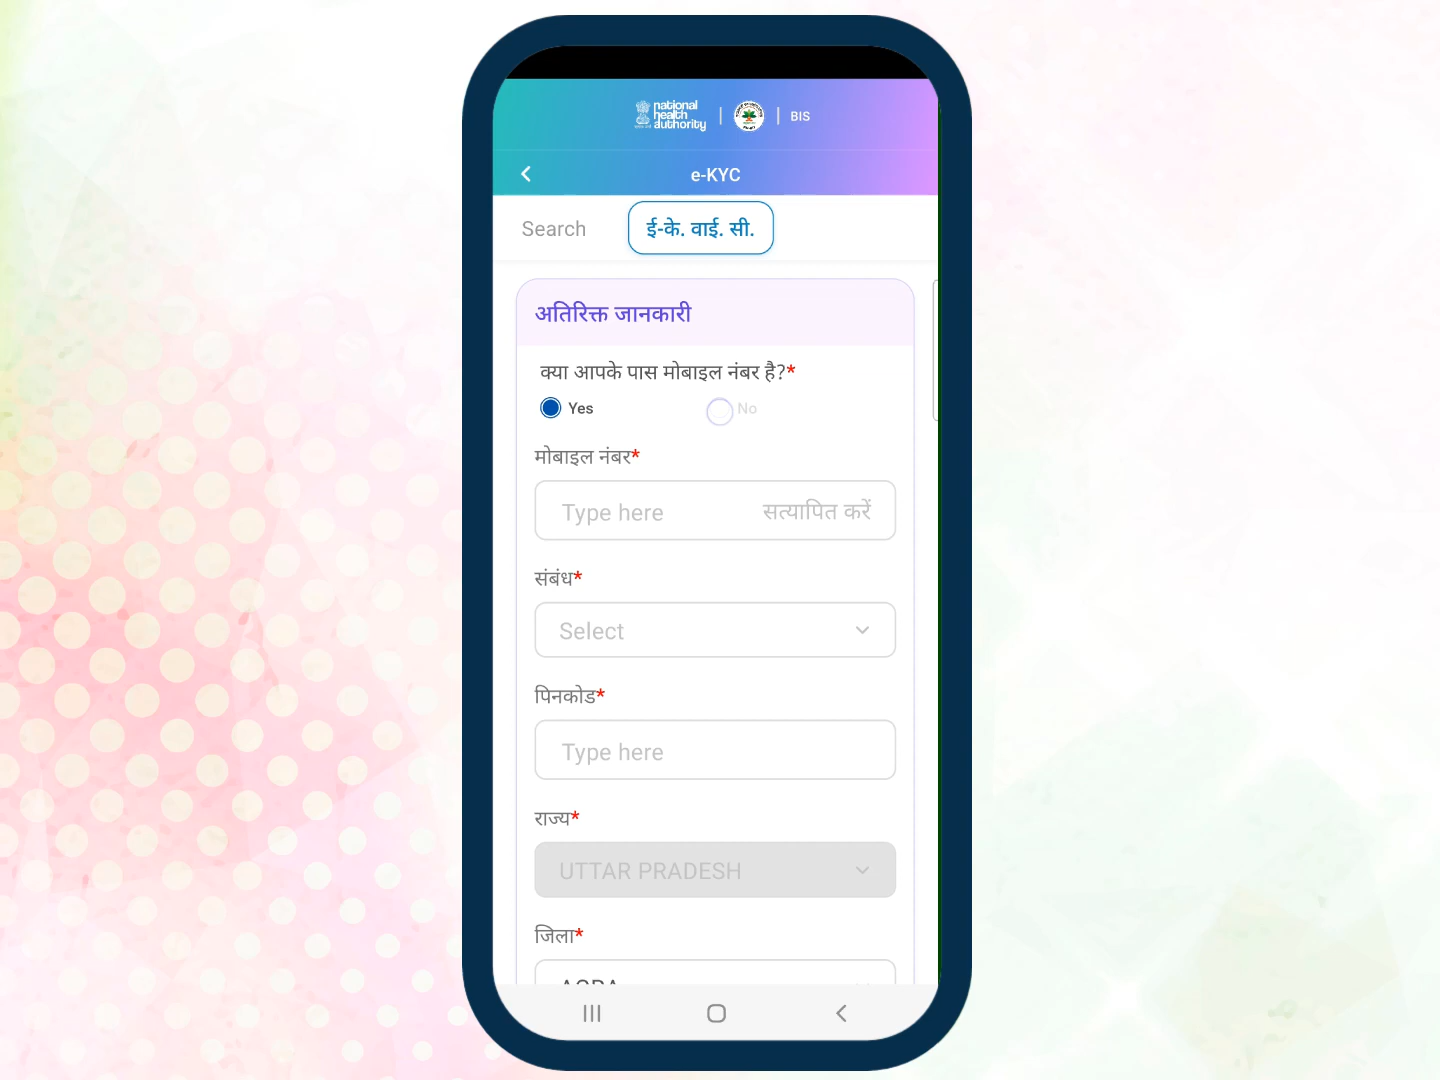 national
health
authority
BIS
e-KYC
Search
ई-के. वाई. सी.
अतिरिक्त जानकारी
क्या आपके पास मोबाइल नंबर है?*
Yes
No
मोबाइल नंबर*
Type here
सत्यापित करें
संबंध*
Select
पिनकोड*
Type here
राज्य*
UTTAR PRADESH
जिला*
AGRA